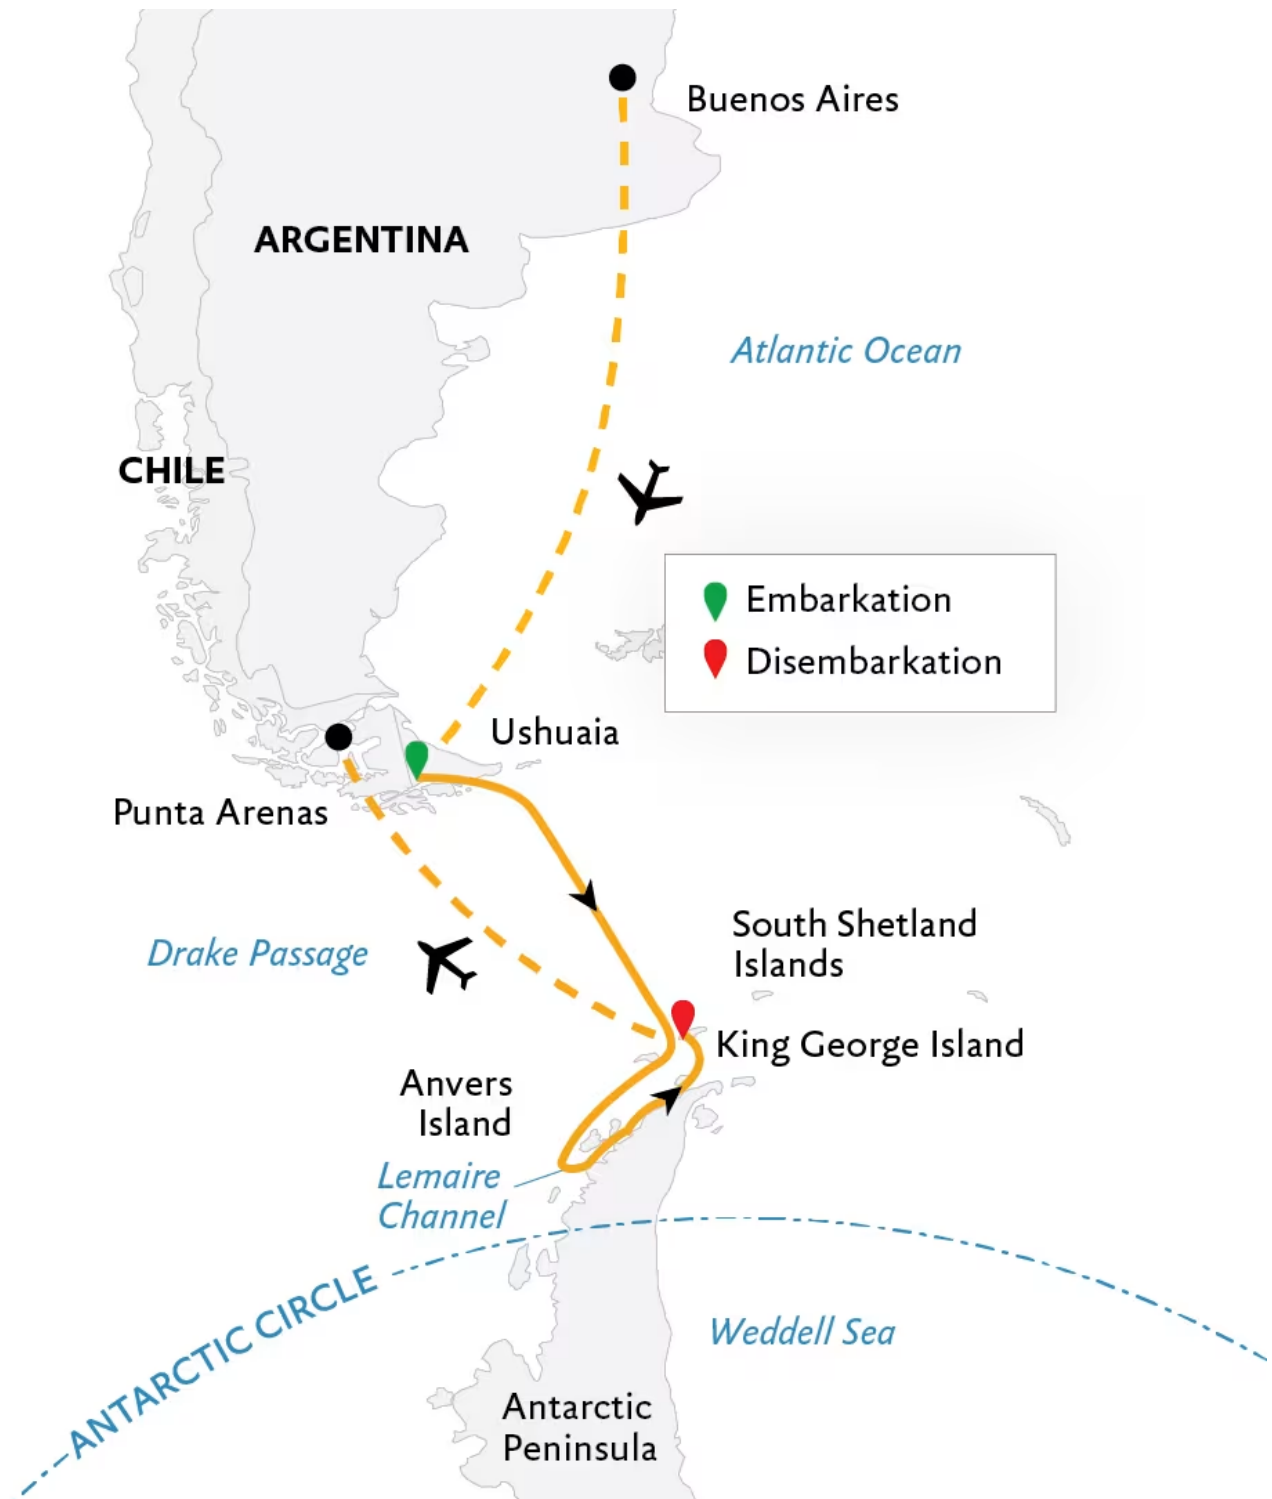 Buenos Aires
ARGENTINA
Atlantic Ocean
CHILE
Embarkation
Disembarkation
Ushuaia
Punta Arenas
South Shetland
Islands
Drake Passage
King George Island
Anvers
Island
Lemaire
Channel
ANTARCTIC CIRCLE
Weddell Sea
Antarctic
Peninsula